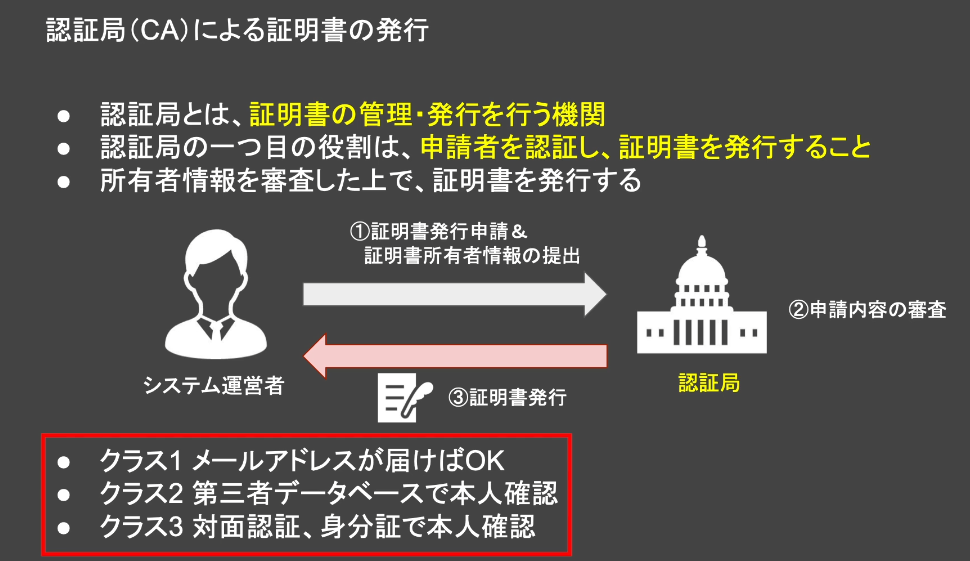 認証局（CA）による証明書の発行
● 認証局とは、証明書の管理・発行を行う機関
● 認証局の一つ目の役割は、申請者を認証し、証明書を発行すること
● 所有者情報を審査した上で、証明書を発行する
①証明書発行申請＆
証明書所有者情報の提出
②申請内容の審査
システム運営者
認証局
③証明書発行
● クラス1 メールアドレスが届けばOK
● クラス2 第三者データベースで本人確認
● クラス3 対面認証、身分証で本人確認